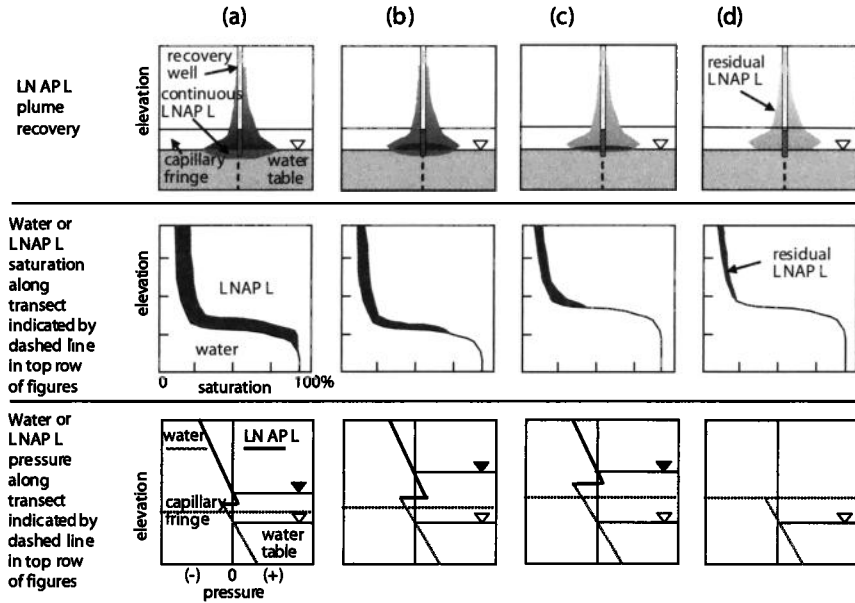 (a) (b) (c) (d)
LN AP L
plume
recovery
elevation
recovery
well
continuous
LNAP L
capillary
fringe
water
table
residual
LNAP L
Water or
LNAP L
saturation
along
transect
indicated by
dashed line
in top row
of figures
elevation
LNAP L
water
0 saturation 100%
residual
LNAP L
Water or
LNAP L
pressure
along
transect
indicated by
dashed line
in top row
of figures
elevation
water LN AP L
capillary
fringe
water
table
(-) 0 (+)
pressure